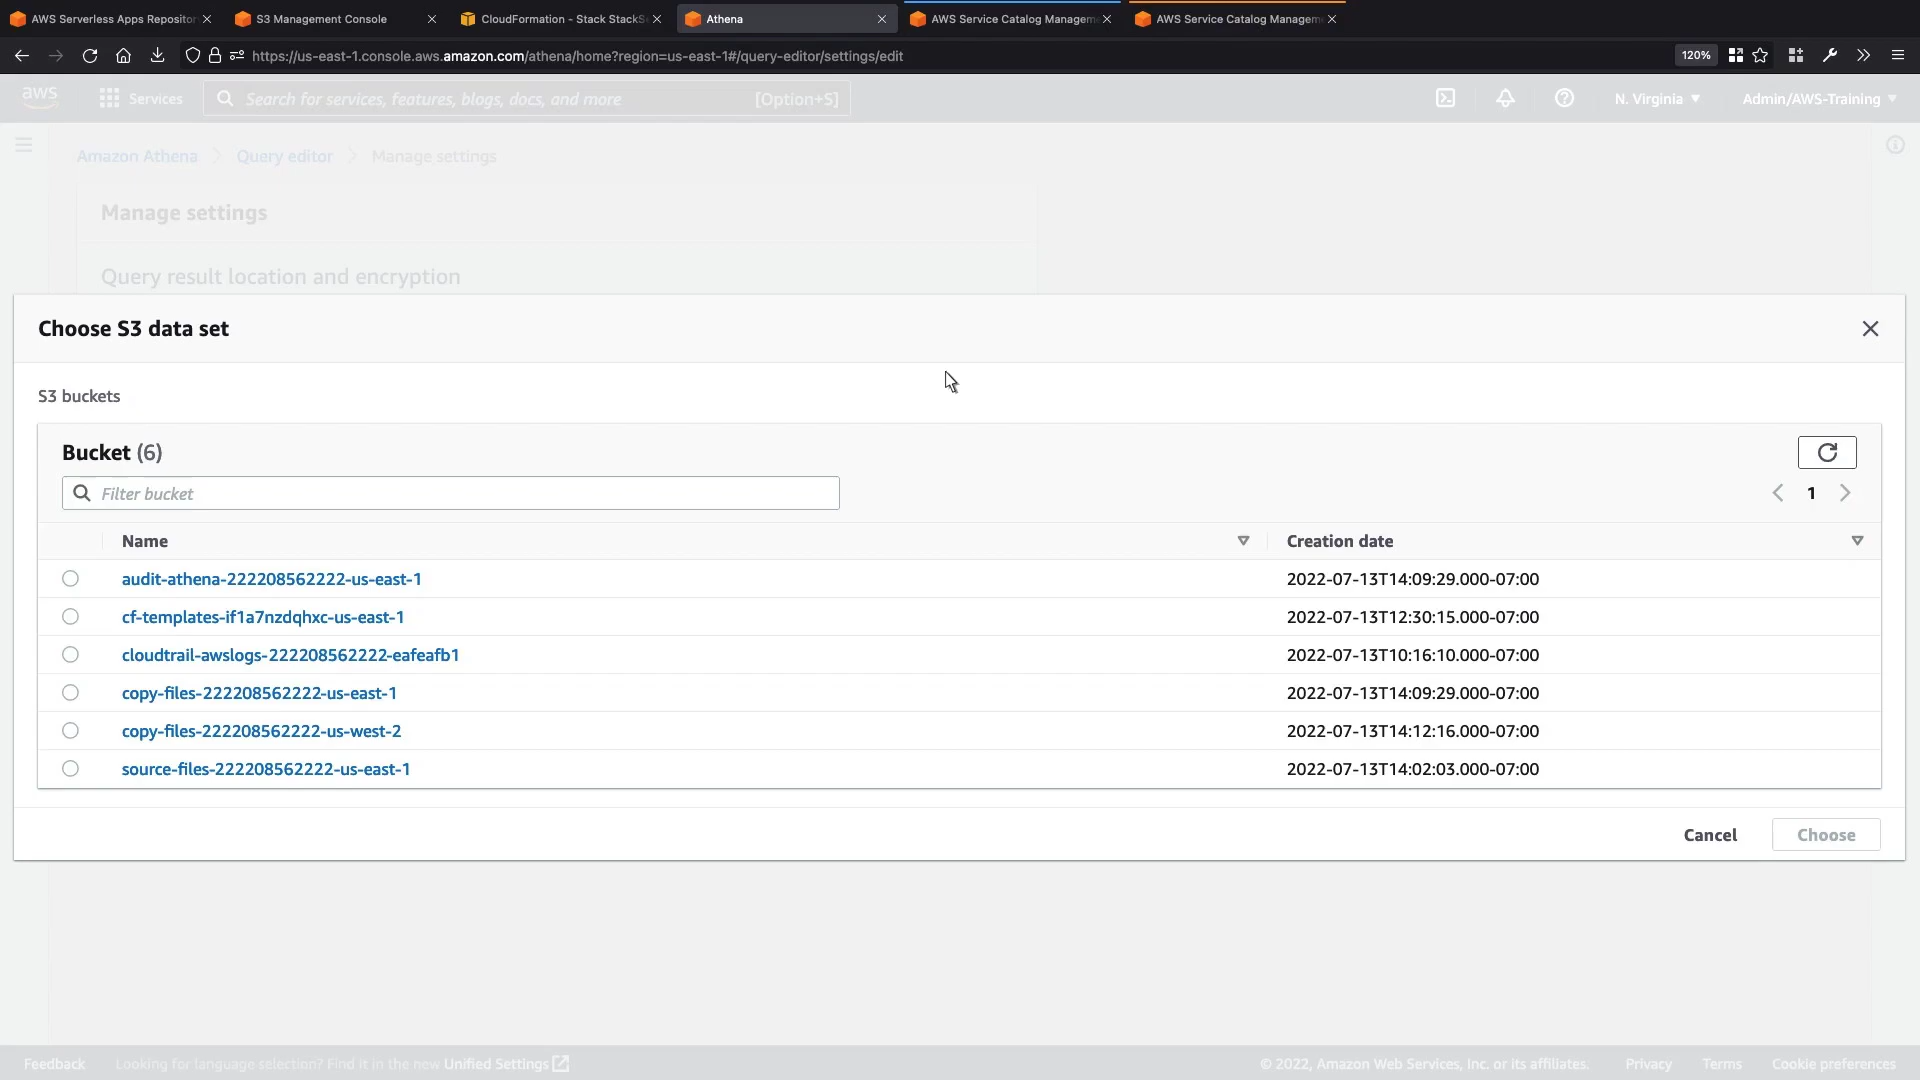 AWS Serverless Apps Repositor
S3 Management Console
CloudFormation - Stack StackSe
Athena
AWS Service Catalog Managem
AWS Service Catalog Managem
https://us-east-1.console.aws.amazon.com/athena/home?region=us-east-1#/query-editor/settings/edit
120%
aws
Services
Search for services, features, blogs, docs, and more
[Option+S]
N. Virginia
Admin/AWS-Training
Amazon Athena
Query editor
Manage settings
Manage settings
Query result location and encryption
Choose S3 data set
S3 buckets
Bucket (6)
Filter bucket
1
Name
Creation date
audit-athena-222208562222-us-east-1
2022-07-13T14:09:29.000-07:00
cf-templates-if1a7nzdqhxc-us-east-1
2022-07-13T12:30:15.000-07:00
cloudtrail-awslogs-222208562222-eafeafb1
2022-07-13T10:16:10.000-07:00
copy-files-222208562222-us-east-1
2022-07-13T14:09:29.000-07:00
copy-files-222208562222-us-west-2
2022-07-13T14:12:16.000-07:00
source-files-222208562222-us-east-1
2022-07-13T14:02:03.000-07:00
Cancel
Choose
Feedback
Looking for language selection? Find it in the new Unified Settings
© 2022, Amazon Web Services, Inc. or its affiliates.
Privacy
Terms
Cookie preferences